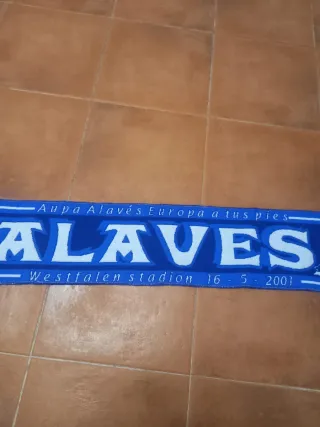 Aupa Alavés Europa a tus pies
ALAVES
Westfalen stadion 16 - 5 - 2001